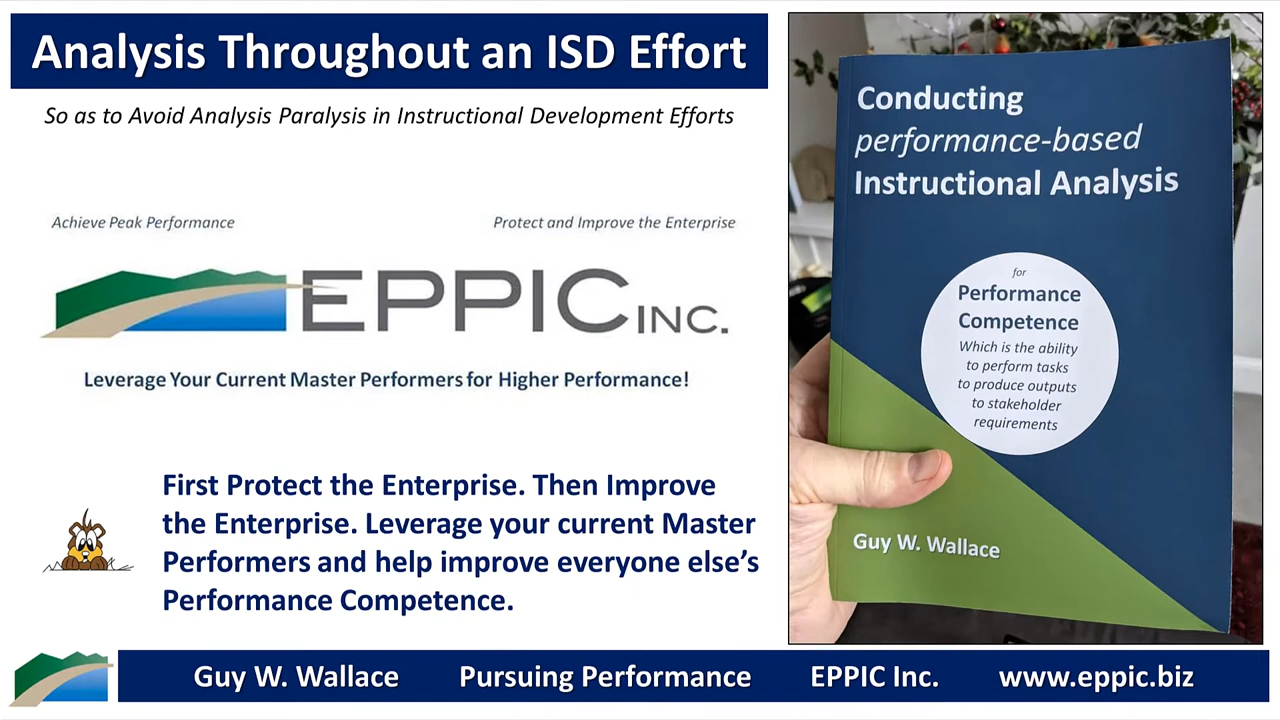 Analysis Throughout an ISD Effort
So as to Avoid Analysis Paralysis in Instructional Development Efforts
Achieve Peak Performance
Protect and Improve the Enterprise
EPPIC INC.
Leverage Your Current Master Performers for Higher Performance!
First Protect the Enterprise. Then Improve
the Enterprise. Leverage your current Master
Performers and help improve everyone else’s
Performance Competence.
Conducting
performance-based
Instructional Analysis
for
Performance
Competence
Which is the ability
to perform tasks
to produce outputs
to stakeholder
requirements
Guy W. Wallace
Guy W. Wallace Pursuing Performance EPPIC Inc. www.eppic.biz